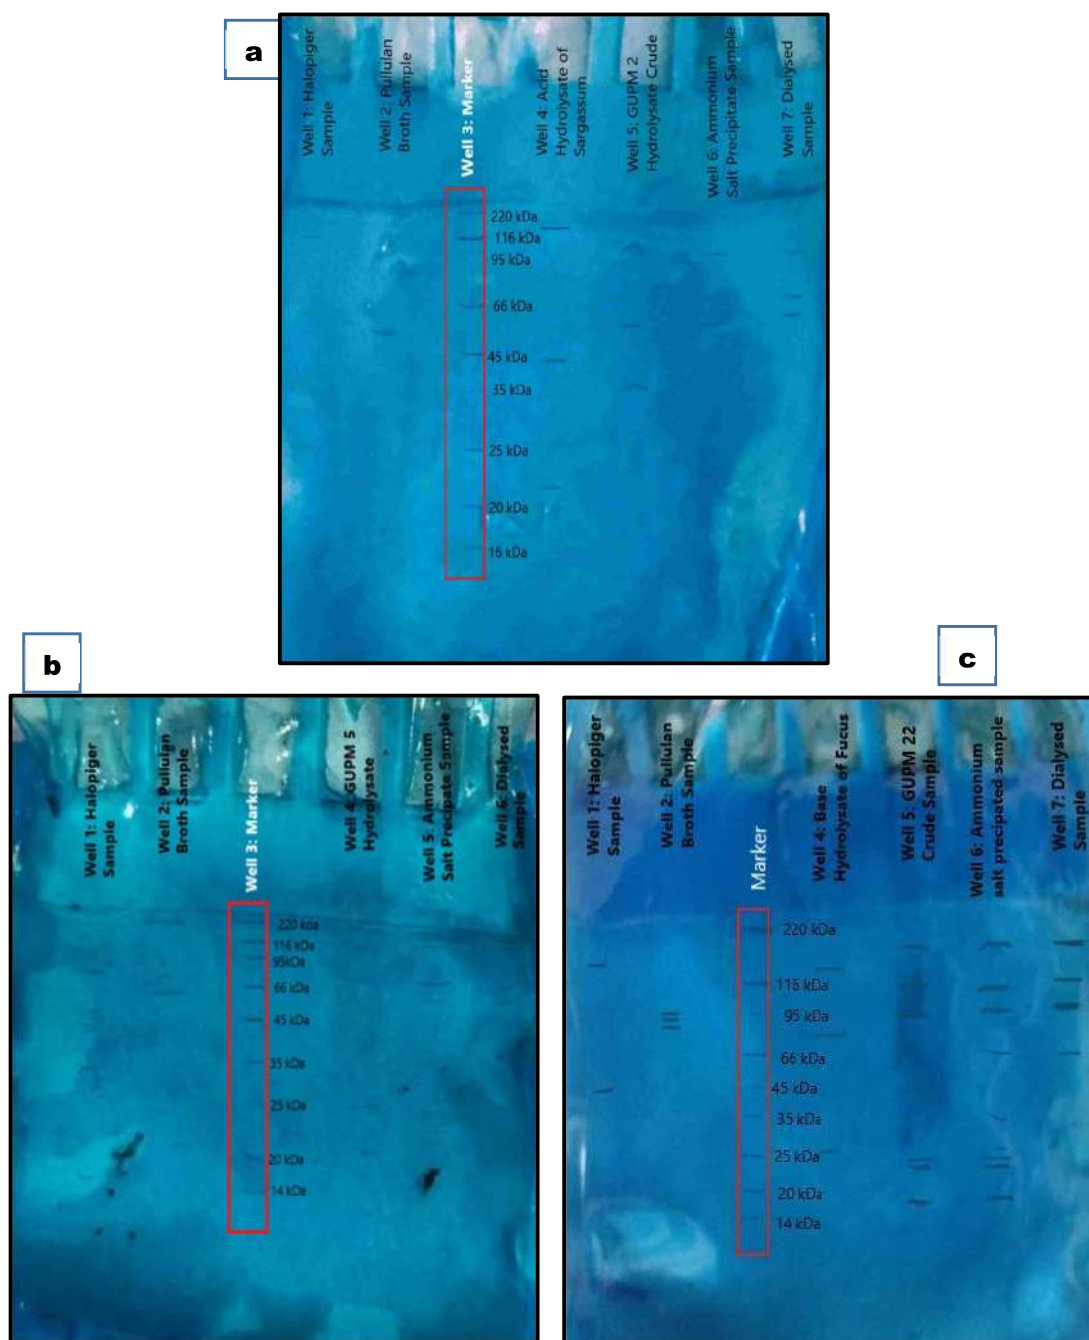 a
Well 1: Halopiger
Sample
Well 2: Pullulan
Broth Sample
Well 3: Marker
Well 4: Acid
Hydrolysate of
Sargassum
Well 5: GUPM 2
Hydrolysate Crude
Well 6: Ammonium
Salt Precipitate Sample
Well 7: Dialysed
Sample
220 kDa
116 kDa
95 kDa
66 kDa
45 kDa
35 kDa
25 kDa
20 kDa
16 kDa
b
Well 1: Halopiger
Sample
Well 2: Pullulan
Broth Sample
Well 3: Marker
Well 4: GUPM 5
Hydrolysate
Well 5: Ammonium
Salt Precipate Sample
Well 6: Dialysed
Sample
220 kDa
116 kDa
95kDa
66 kDa
45 kDa
35 kDa
25 kDa
20 kDa
14 kDa
c
Well 1: Halopiger
Sample
Well 2: Pullulan
Broth Sample
Marker
Well 4: Base
Hydrolysate of Fucus
Well 5: GUPM 22
Crude Sample
Well 6: Ammonium
salt precipated sample
Well 7: Dialysed
Sample
220 kDa
116 kDa
95 kDa
66 kDa
45 kDa
35 kDa
25 kDa
20 kDa
14 kDa